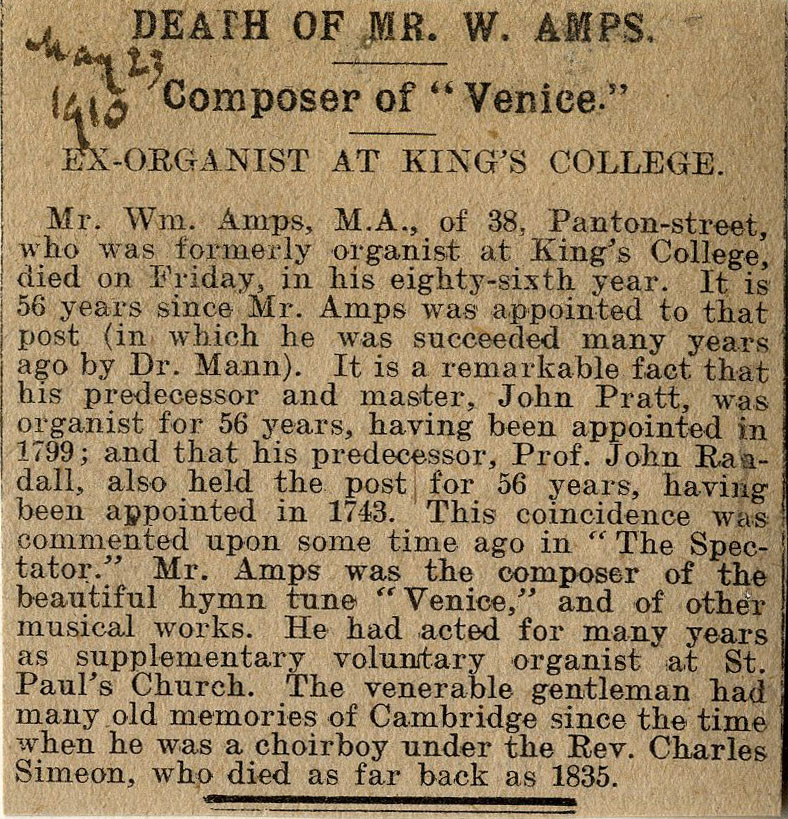 DEATH OF MR. W. AMPS.
May 23
1910
Composer of “ Venice.”
EX-ORGANIST AT KING'S COLLEGE.
Mr. Wm. Amps, M.A., of 38, Panton-street,
who was formerly organist at King's College,
died on Friday, in his eighty-sixth year. It is
56 years since Mr. Amps was appointed to that
post (in which he was succeeded many years
ago by Dr. Mann). It is a remarkable fact that
his predecessor and master, John Pratt, was
organist for 56 years, having been appointed in
1799; and that his predecessor, Prof. John Ran-
dall, also held the post for 56 years, having
been appointed in 1743. This coincidence was
commented upon some time ago in “ The Spec-
tator.” Mr. Amps was the composer of the
beautiful hymn tune “ Venice,” and of other
musical works. He had acted for many years
as supplementary voluntary organist at St.
Paul's Church. The venerable gentleman had
many old memories of Cambridge since the time
when he was a choirboy under the Rev. Charles
Simeon, who died as far back as 1835.